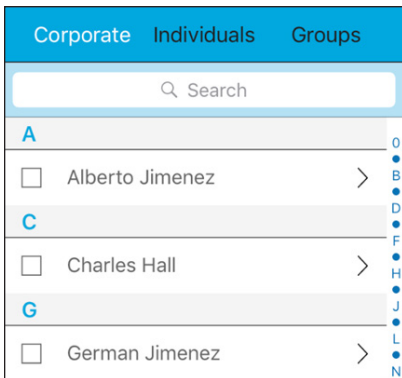 Corporate Individuals Groups
Search
A
Alberto Jimenez
C
Charles Hall
G
German Jimenez
0
B
D
F
H
J
L
N